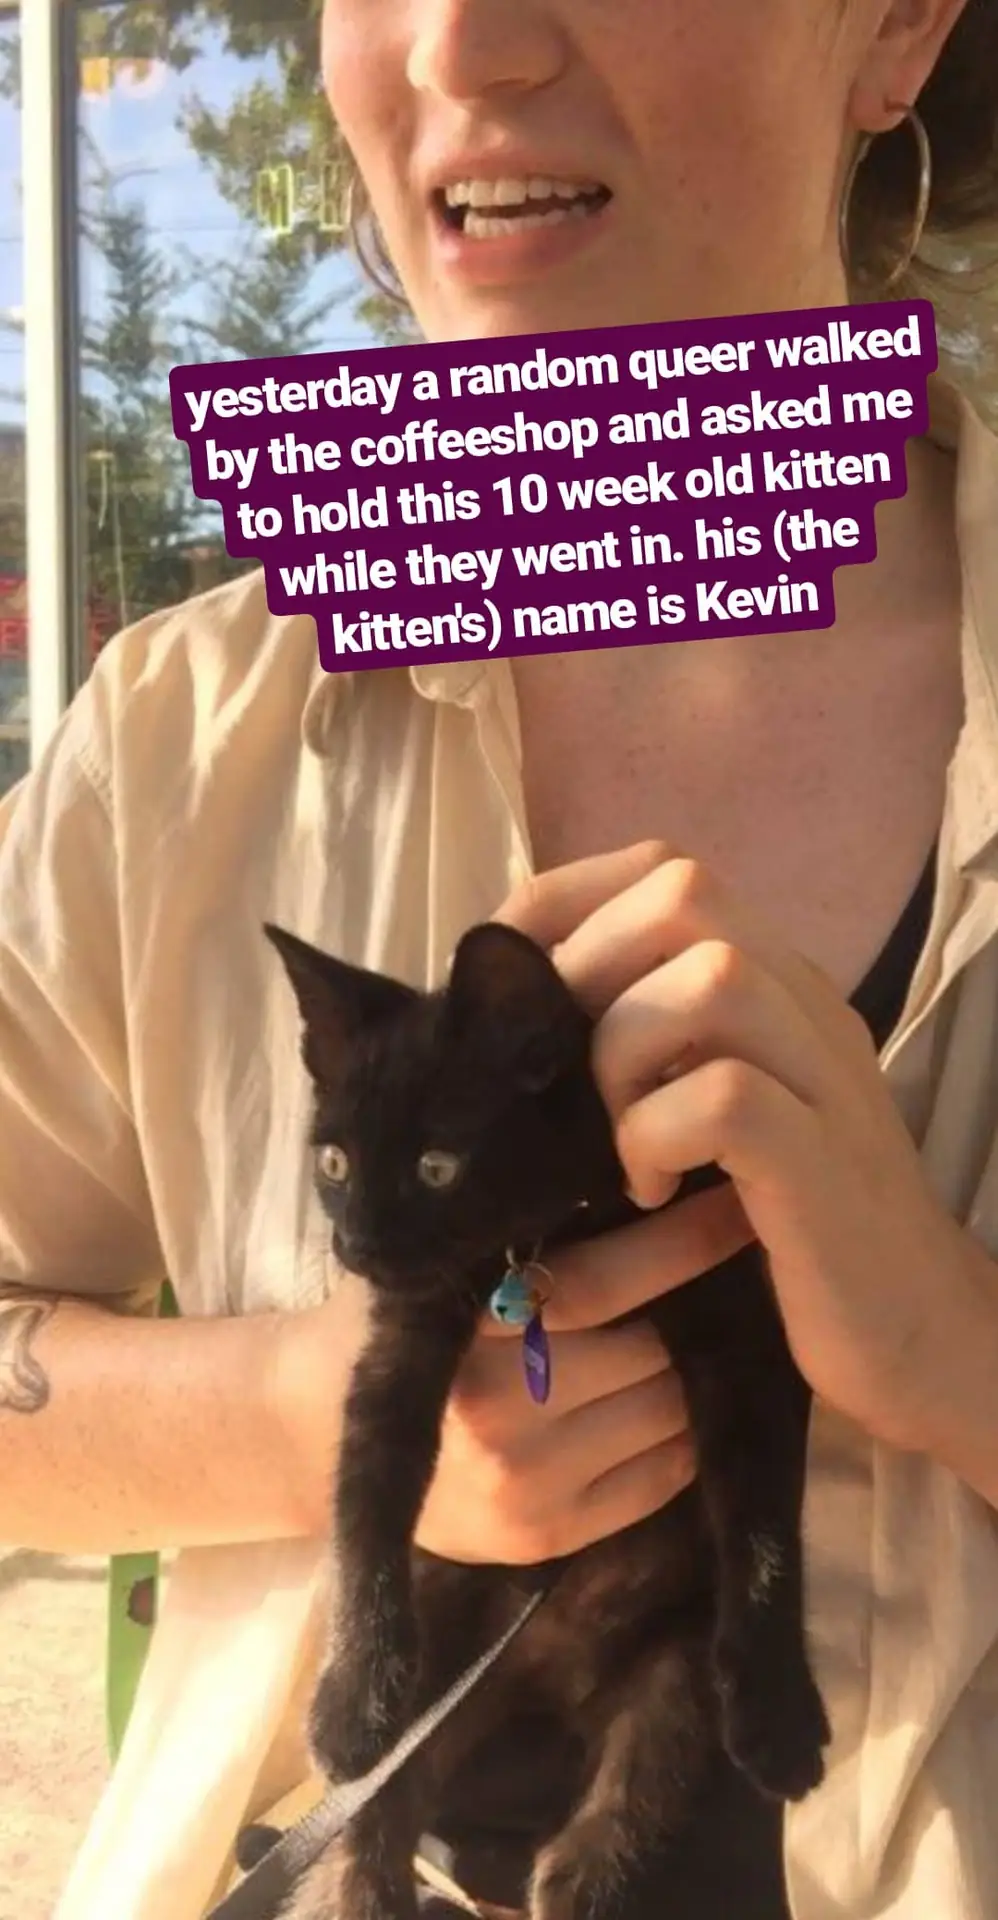 yesterday a random queer walked
by the coffeeshop and asked me
to hold this 10 week old kitten
while they went in. his (the
kitten's) name is Kevin